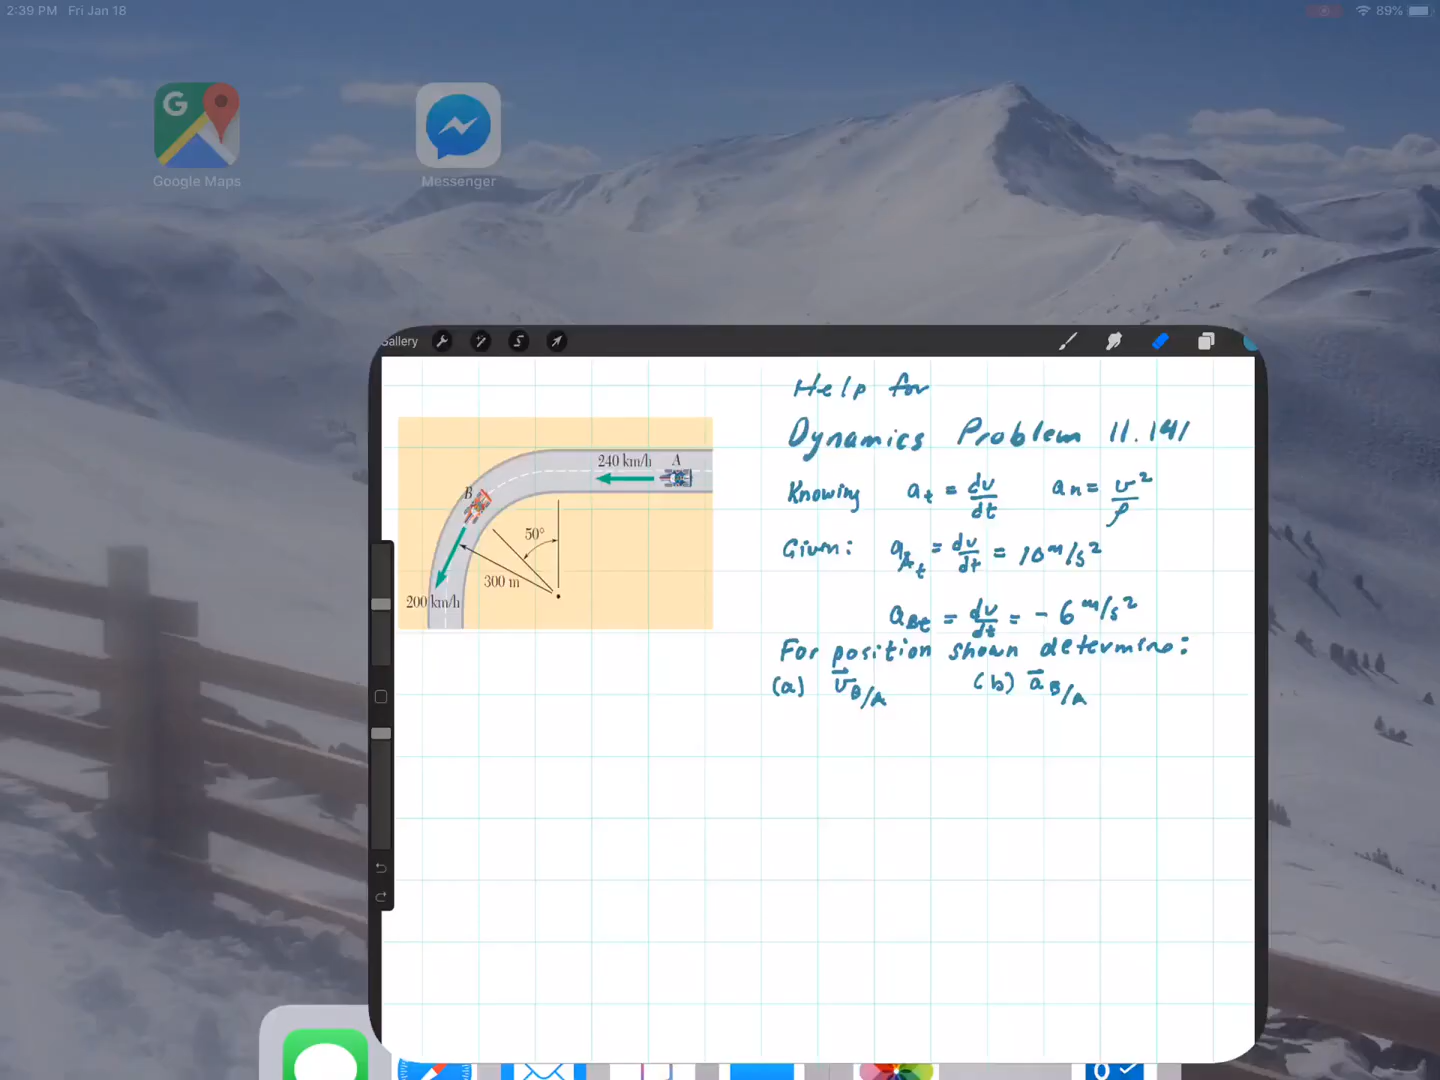 2:39 PM Fri Jan 18
89%
Google Maps
Messenger
Gallery
Help for
Dynamics Problem 11.141
Knowing a_t = dv/dt a_n = v²/ρ
Given: a_A_t = dv/dt = 10 m/s²
a_Bt = dv/dt = - 6 m/s²
For position shown determine:
(a) v_B/A (b) a_B/A
240 km/h A
B
50°
300 m
200 km/h